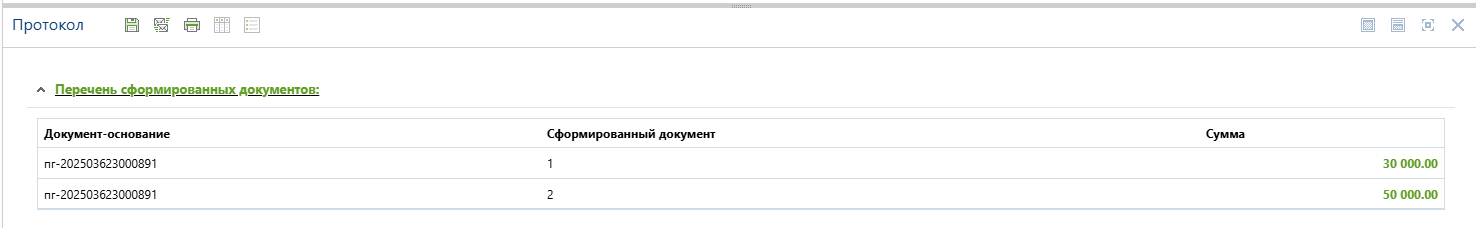 Протокол
Перечень сформированных документов:
Документ-основание Сформированный документ Сумма
пг-202503623000891 1 30 000.00
пг-202503623000891 2 50 000.00